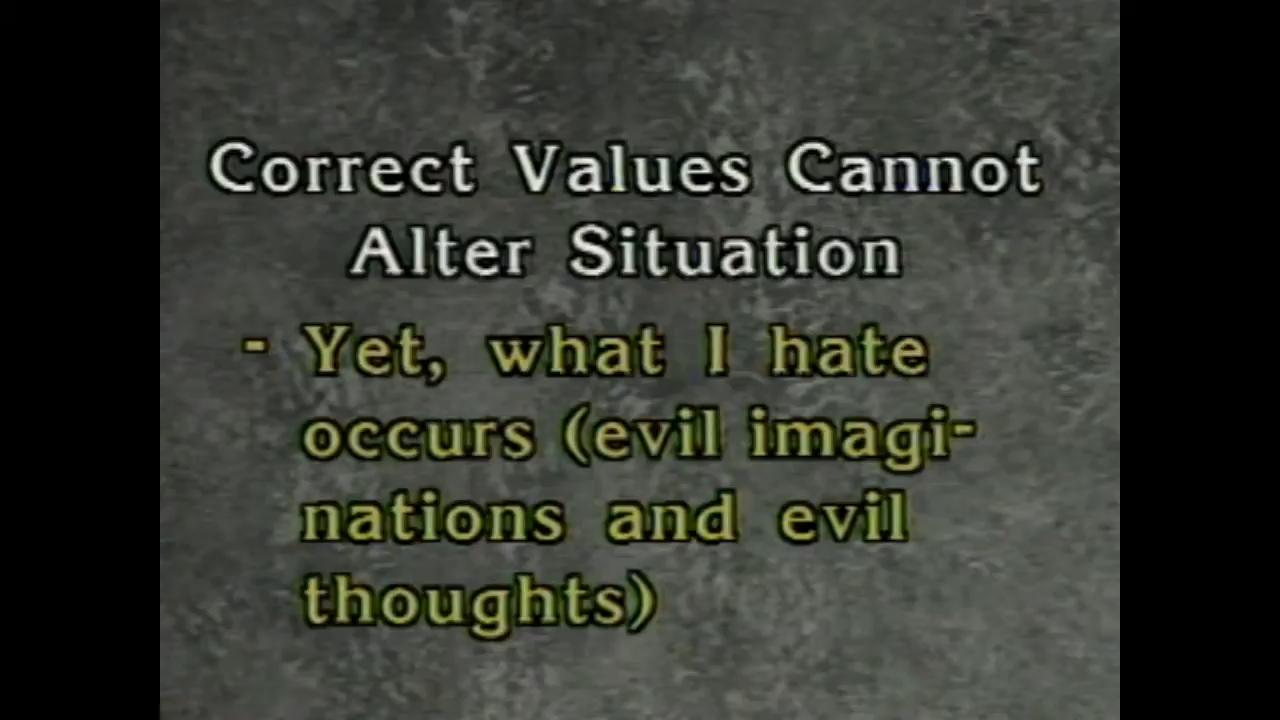 Correct Values Cannot
Alter Situation
- Yet, what I hate
occurs (evil imagi-
nations and evil
thoughts)